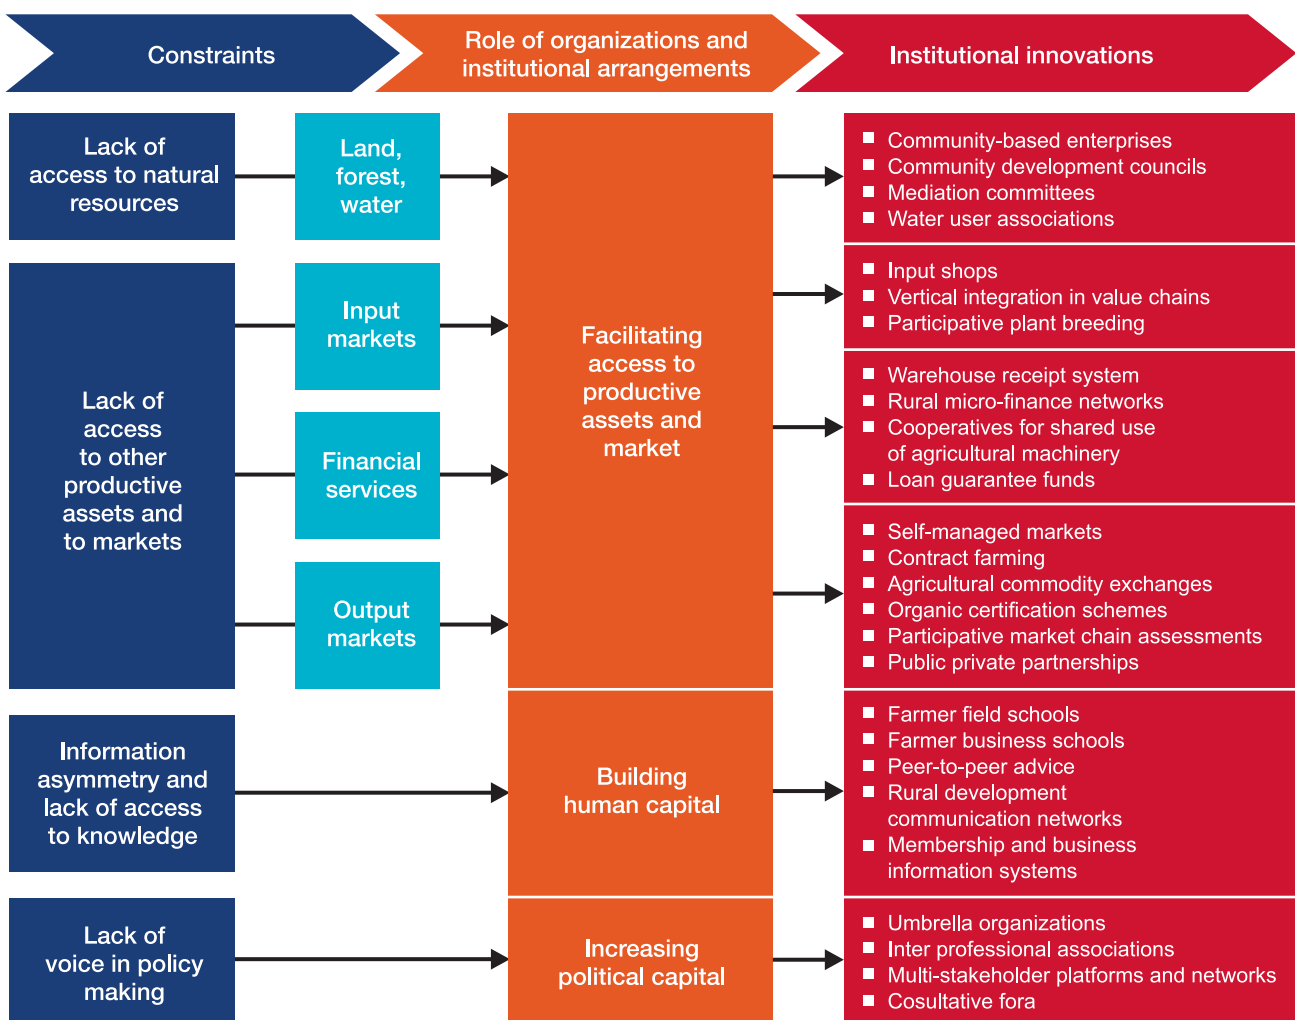 Constraints
Role of organizations and
institutional arrangements
Institutional innovations
Lack of
access to natural
resources
Land,
forest,
water
Community-based enterprises
Community development councils
Mediation committees
Water user associations
Lack of
access
to other
productive
assets and
to markets
Input
markets
Financial
services
Output
markets
Facilitating
access to
productive
assets and
market
Input shops
Vertical integration in value chains
Participative plant breeding
Warehouse receipt system
Rural micro-finance networks
Cooperatives for shared use
of agricultural machinery
Loan guarantee funds
Self-managed markets
Contract farming
Agricultural commodity exchanges
Organic certification schemes
Participative market chain assessments
Public private partnerships
Information
asymmetry and
lack of access
to knowledge
Building
human capital
Farmer field schools
Farmer business schools
Peer-to-peer advice
Rural development
communication networks
Membership and business
information systems
Lack of
voice in policy
making
Increasing
political capital
Umbrella organizations
Inter professional associations
Multi-stakeholder platforms and networks
Cosultative fora